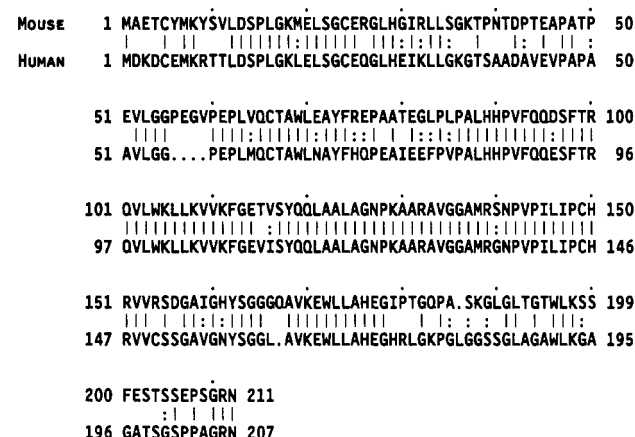 MOUSE 1 MAETCYMKYSVLDSPLGKMELSGCERGLHGIRLLSGKTPNTDPTEAPATP 50
HUMAN 1 MDKDCEMKRTTLDSPLGKLELSGCEQGLHEIKLLGKGTSAADAVEVPAPA 50
51 EVLGGPEGVPEPLVQCTAWLEAYFREPAATEGLPLPALHHPVFQQDSFTR 100
51 AVLGG....PEPLMQCTAWLNAYFHQPEAIEEFPVPALHHPVFQQESFTR 96
101 QVLWKLLKVVKFGETVSYQQLAALAGNPKAARAVGGAMRSNPVPILIPCH 150
97 QVLWKLLKVVKFGEVISYQQLAALAGNPKAARAVGGAMRGNPVPILIPCH 146
151 RVVRSDGAIGHYSGGGQAVKEWLLAHEGIPTGQPA.SKGLGLTGTWLKSS 199
147 RVVCSSGAVGNYSGGL.AVKEWLLAHEGHRLGKPGLGGSSGLAGAWLKGA 195
200 FESTSSEPSGRN 211
196 GATSGSPPAGRN 207